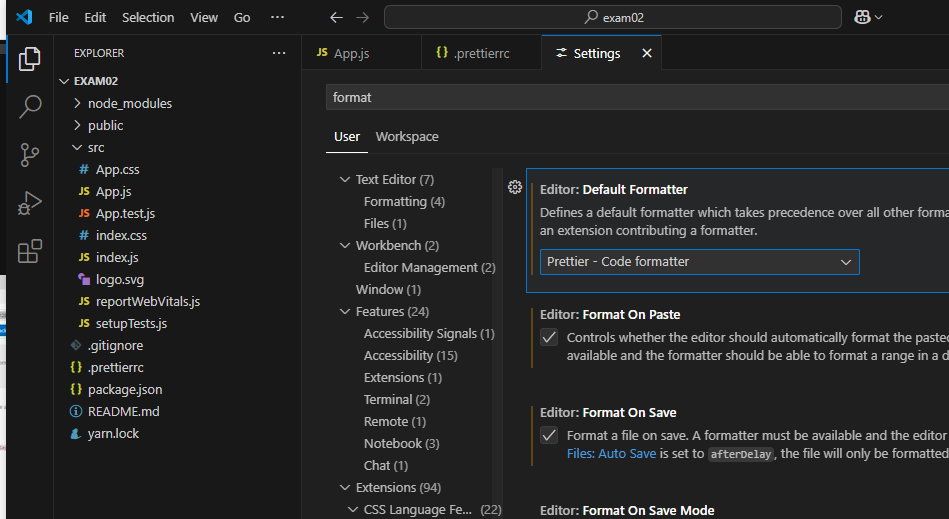 File Edit Selection View Go ···
exam02
EXPLORER ···
App.js
{} .prettierrc
Settings
EXAM02
node_modules
public
src
# App.css
JS App.js
JS App.test.js
# index.css
JS index.js
logo.svg
JS reportWebVitals.js
JS setupTests.js
.gitignore
{} .prettierrc
{} package.json
README.md
yarn.lock
format
User Workspace
Text Editor (7)
Formatting (4)
Files (1)
Workbench (2)
Editor Management (2)
Window (1)
Features (24)
Accessibility Signals (1)
Accessibility (15)
Extensions (1)
Terminal (2)
Remote (1)
Notebook (3)
Chat (1)
Extensions (94)
CSS Language Fe... (22)
Editor: Default Formatter
Defines a default formatter which takes precedence over all other forma
an extension contributing a formatter.
Prettier - Code formatter
Editor: Format On Paste
Controls whether the editor should automatically format the pasted
available and the formatter should be able to format a range in a d
Editor: Format On Save
Format a file on save. A formatter must be available and the editor
Files: Auto Save is set to afterDelay, the file will only be formatted
Editor: Format On Save Mode